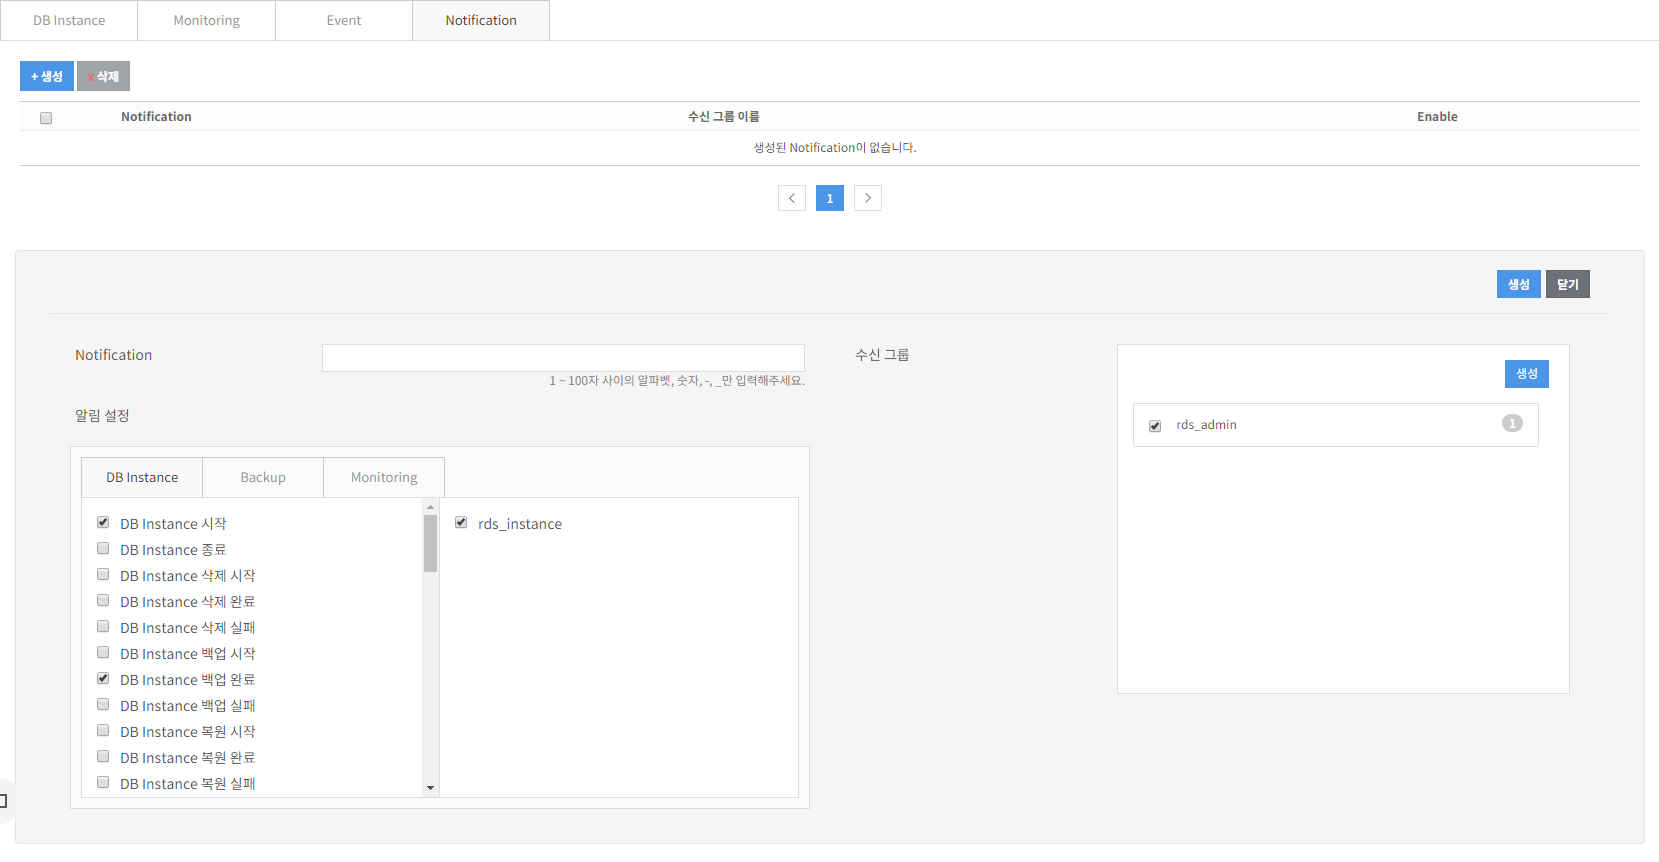 DB Instance Monitoring Event Notification
+ 생성 x 삭제
Notification 수신 그룹 이름 Enable
생성된 Notification이 없습니다.
< 1 >
생성 닫기
Notification
1 ~ 100자 사이의 알파벳, 숫자, -, _만 입력해주세요.
수신 그룹
생성
rds_admin 1
알림 설정
DB Instance Backup Monitoring
DB Instance 시작
DB Instance 종료
DB Instance 삭제 시작
DB Instance 삭제 완료
DB Instance 삭제 실패
DB Instance 백업 시작
DB Instance 백업 완료
DB Instance 백업 실패
DB Instance 복원 시작
DB Instance 복원 완료
DB Instance 복원 실패
rds_instance